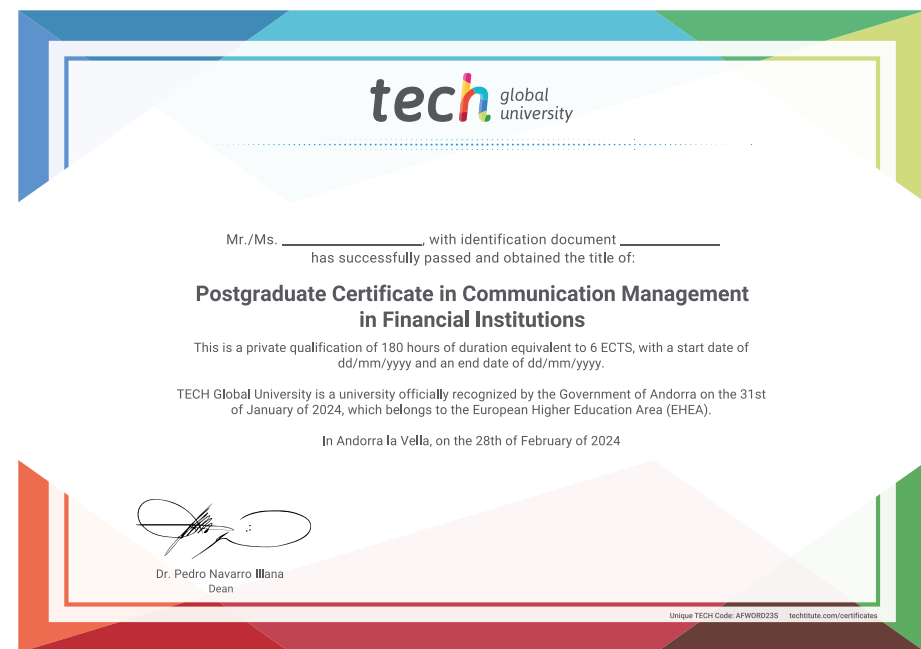 tech global university
Mr./Ms. ____________________, with identification document ______________
has successfully passed and obtained the title of:
Postgraduate Certificate in Communication Management
in Financial Institutions
This is a private qualification of 180 hours of duration equivalent to 6 ECTS, with a start date of
dd/mm/yyyy and an end date of dd/mm/yyyy.
TECH Global University is a university officially recognized by the Government of Andorra on the 31st
of January of 2024, which belongs to the European Higher Education Area (EHEA).
In Andorra la Vella, on the 28th of February of 2024
Dr. Pedro Navarro Illana
Dean
Unique TECH Code: AFWORD23S techtitute.com/certificates